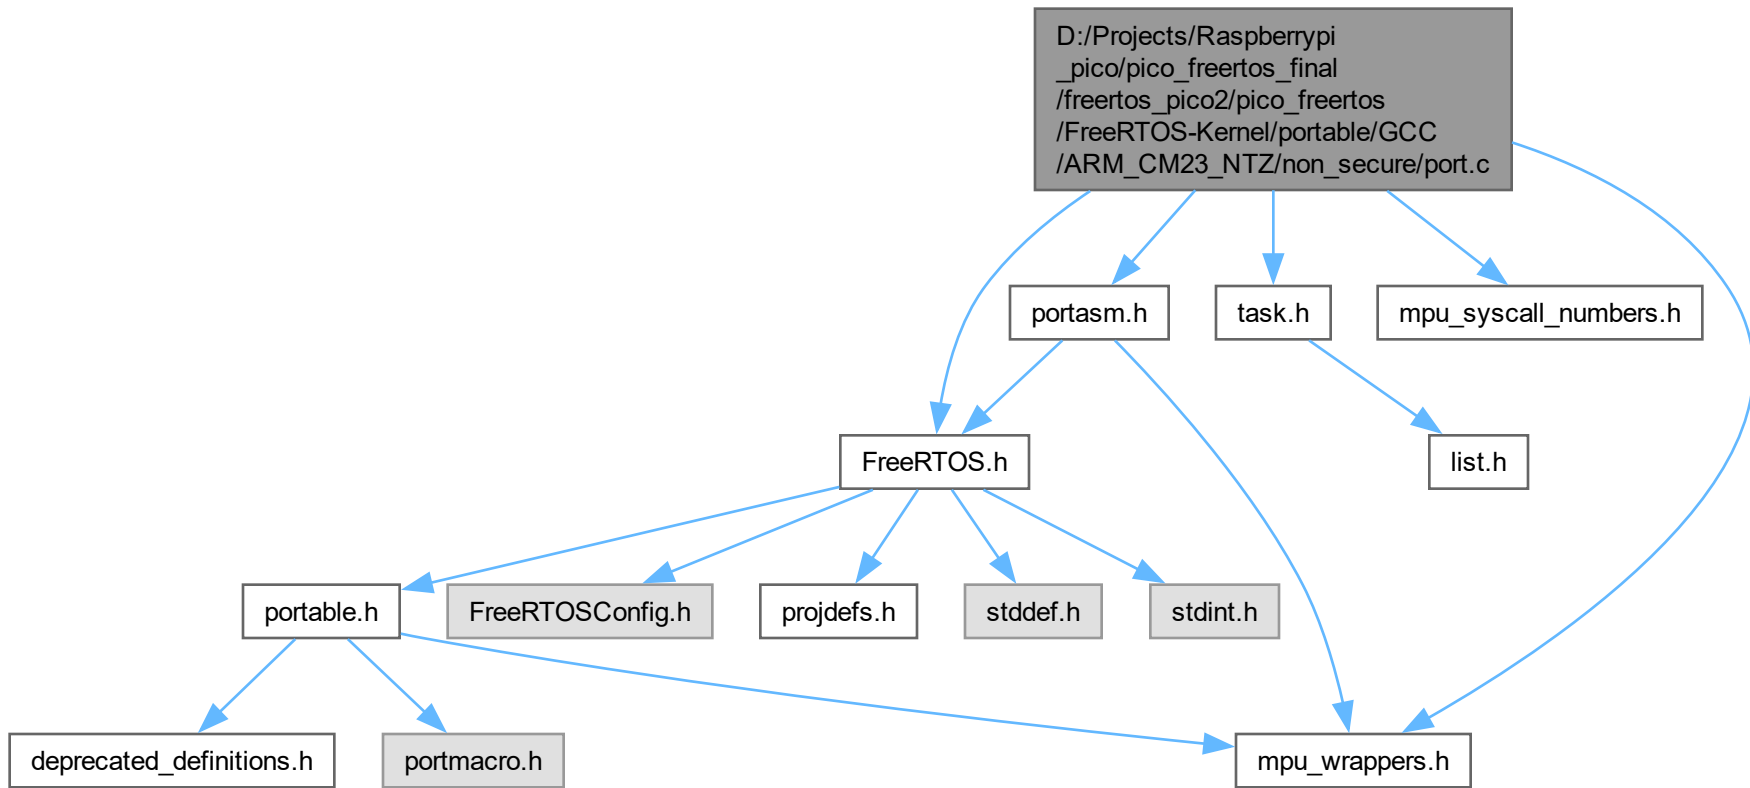 D:/Projects/Raspberrypi
_pico/pico_freertos_final
/freertos_pico2/pico_freertos
/FreeRTOS-Kernel/portable/GCC
/ARM_CM23_NTZ/non_secure/port.c
portasm.h
task.h
mpu_syscall_numbers.h
FreeRTOS.h
list.h
portable.h
FreeRTOSConfig.h
projdefs.h
stddef.h
stdint.h
deprecated_definitions.h
portmacro.h
mpu_wrappers.h